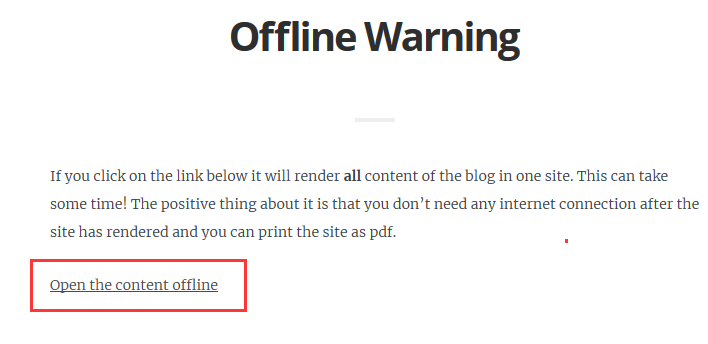 Offline Warning
If you click on the link below it will render all content of the blog in one site. This can take
some time! The positive thing about it is that you don’t need any internet connection after the
site has rendered and you can print the site as pdf.
Open the content offline